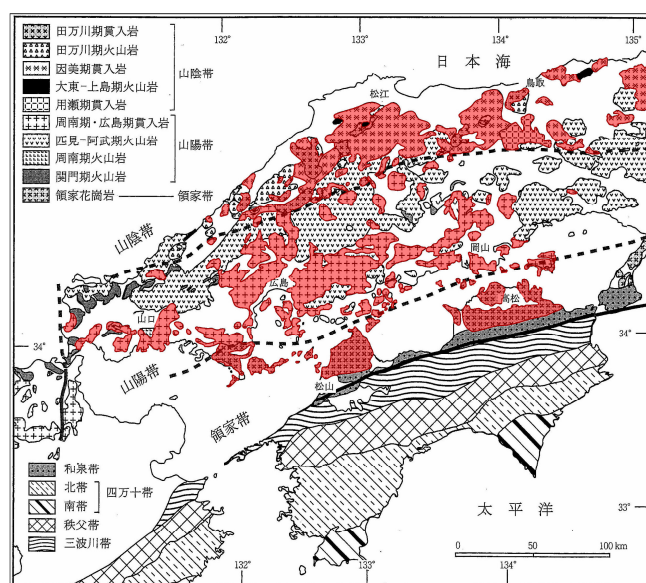 田万川期貫入岩
田万川期火山岩
因美期貫入岩
大東-上島期火山岩
用瀬期貫入岩
山陰帯
周南期・広島期貫入岩
匹見-阿武期火山岩
周南期火山岩
関門期火山岩
山陽帯
領家花崗岩
領家帯
132°
133°
134°
135°
日本海
松江
鳥取
山陰帯
岡山
広島
高松
山口
34°
34°
山陽帯
松山
領家帯
和泉帯
北帯
南帯
四万十帯
秩父帯
三波川帯
太平洋
33°
0
50
100 km
132°
133°
134°